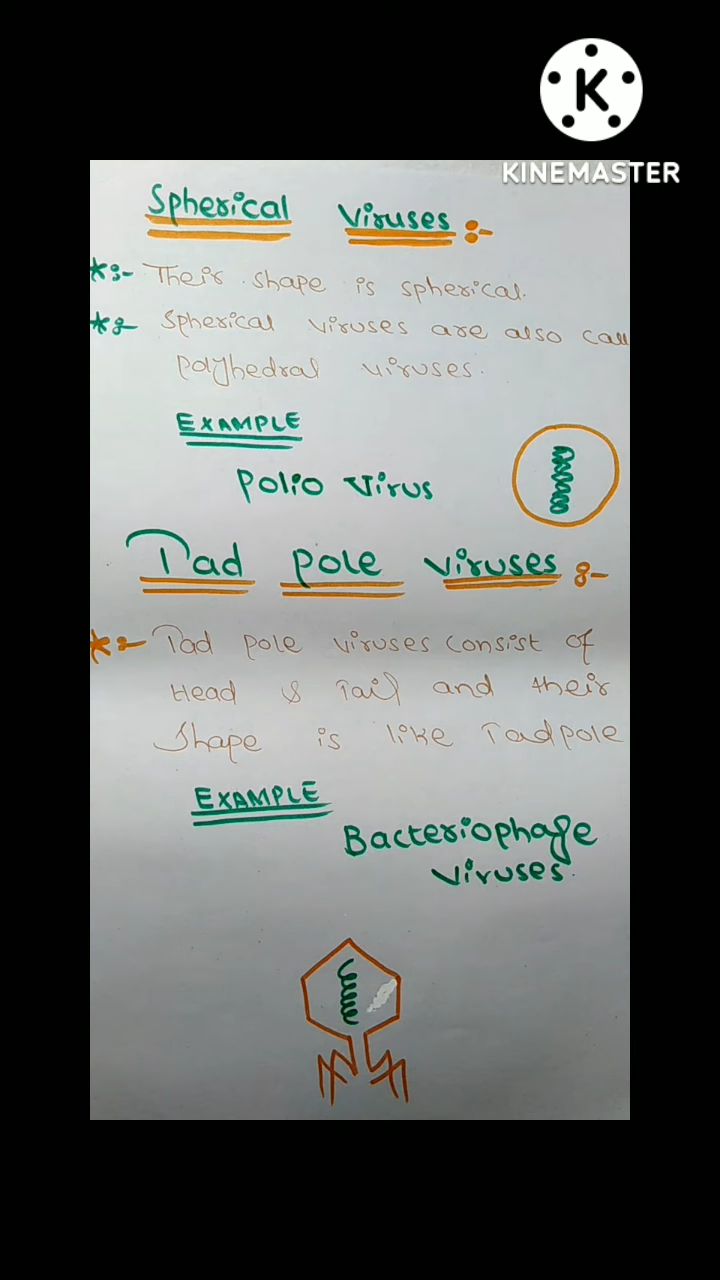 K
KINEMASTER
Spherical Viruses :-
*:- Their shape is spherical.
*:- Spherical viruses are also call
polyhedral viruses.
EXAMPLE
Polio Virus
Tad pole viruses :-
*:- Tad pole viruses consist of
Head & Tail and their
Shape is like Tadpole
EXAMPLE
Bacteriophage
viruses.